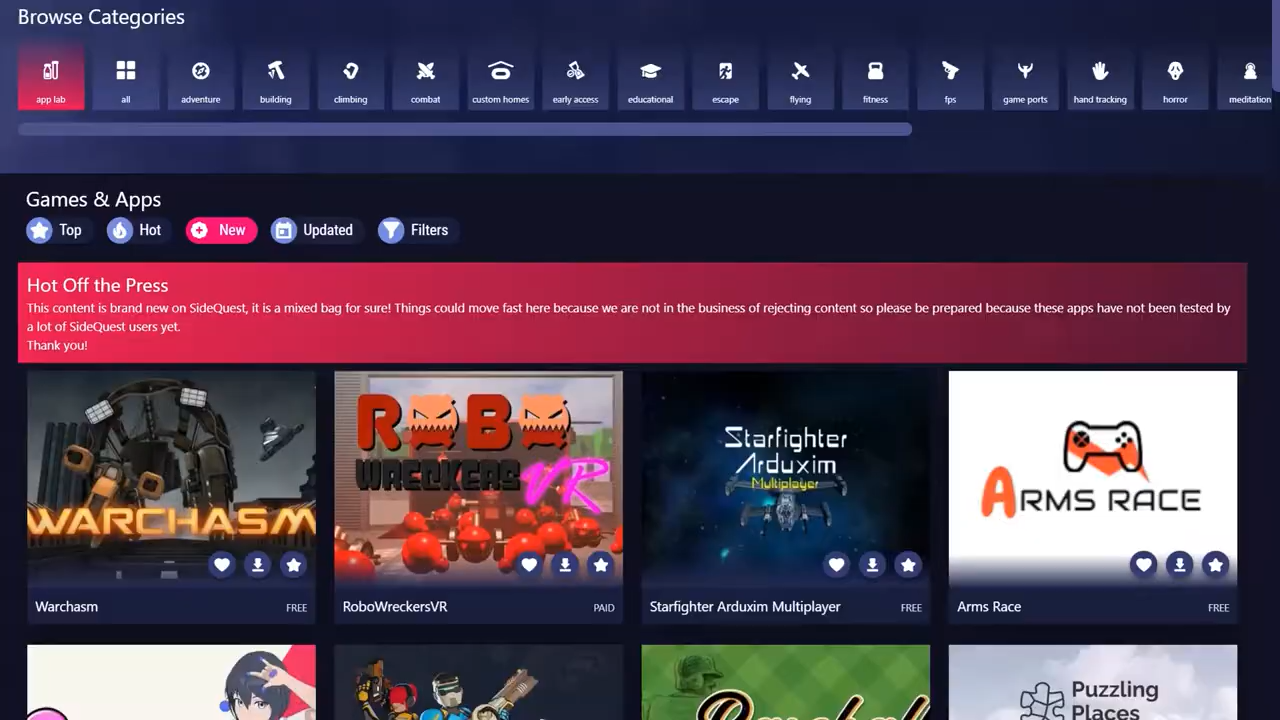 Browse Categories
app lab
all
adventure
building
climbing
combat
custom homes
early access
educational
escape
flying
fitness
fps
game ports
hand tracking
horror
meditation
Games & Apps
Top
Hot
New
Updated
Filters
Hot Off the Press
This content is brand new on SideQuest, it is a mixed bag for sure! Things could move fast here because we are not in the business of rejecting content so please be prepared because these apps have not been tested by
a lot of SideQuest users yet.
Thank you!
WARCHASM
ROBO
WRECKERS VR
Starfighter
Arduxim
Multiplayer
ARMS RACE
Warchasm
FREE
RoboWreckersVR
PAID
Starfighter Arduxim Multiplayer
FREE
Arms Race
FREE
Puzzling
Places